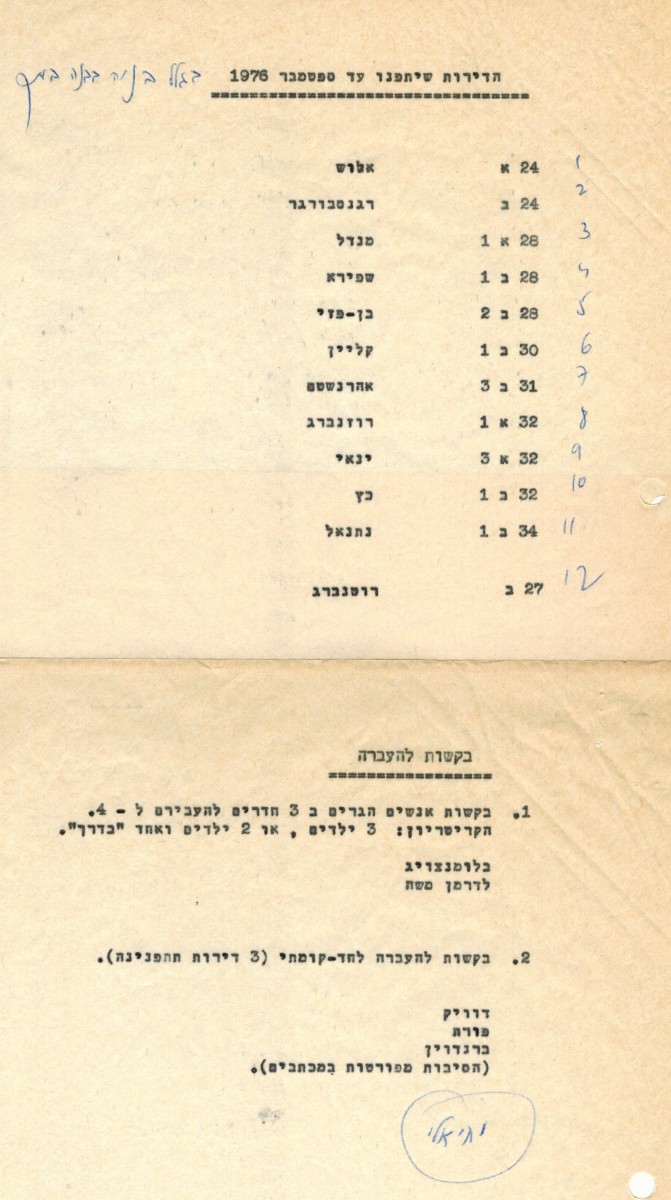 הדירות שיתפנו עד ספטמבר 1976
1 24 א אלוש
2 24 ב רגנסבורגר
3 28 א 1 מנדל
4 28 ב 1 שפירא
5 28 ב 2 בן-פזי
6 30 ב 1 קליין
7 31 ב 3 אהרנשטם
8 32 א 1 רוזנברג
9 32 א 3 ינאי
10 32 ב 1 כץ
11 34 ב 1 נתנאל
12 27 ב רוטנברג
בקשות להעברה
1. בקשות אנשים הגרים ב 3 חדרים להעבירם ל - 4.
הקריטריון: 3 ילדים, או 2 ילדים ואחד "בדרך".
בלומנצויג
לדרמן משה
2. בקשות להעברה לחד-קומתי (3 דירות תתפנינה).
דוויק
פורת
ברנדוין
(הסיבות מפורטות במכתבים).